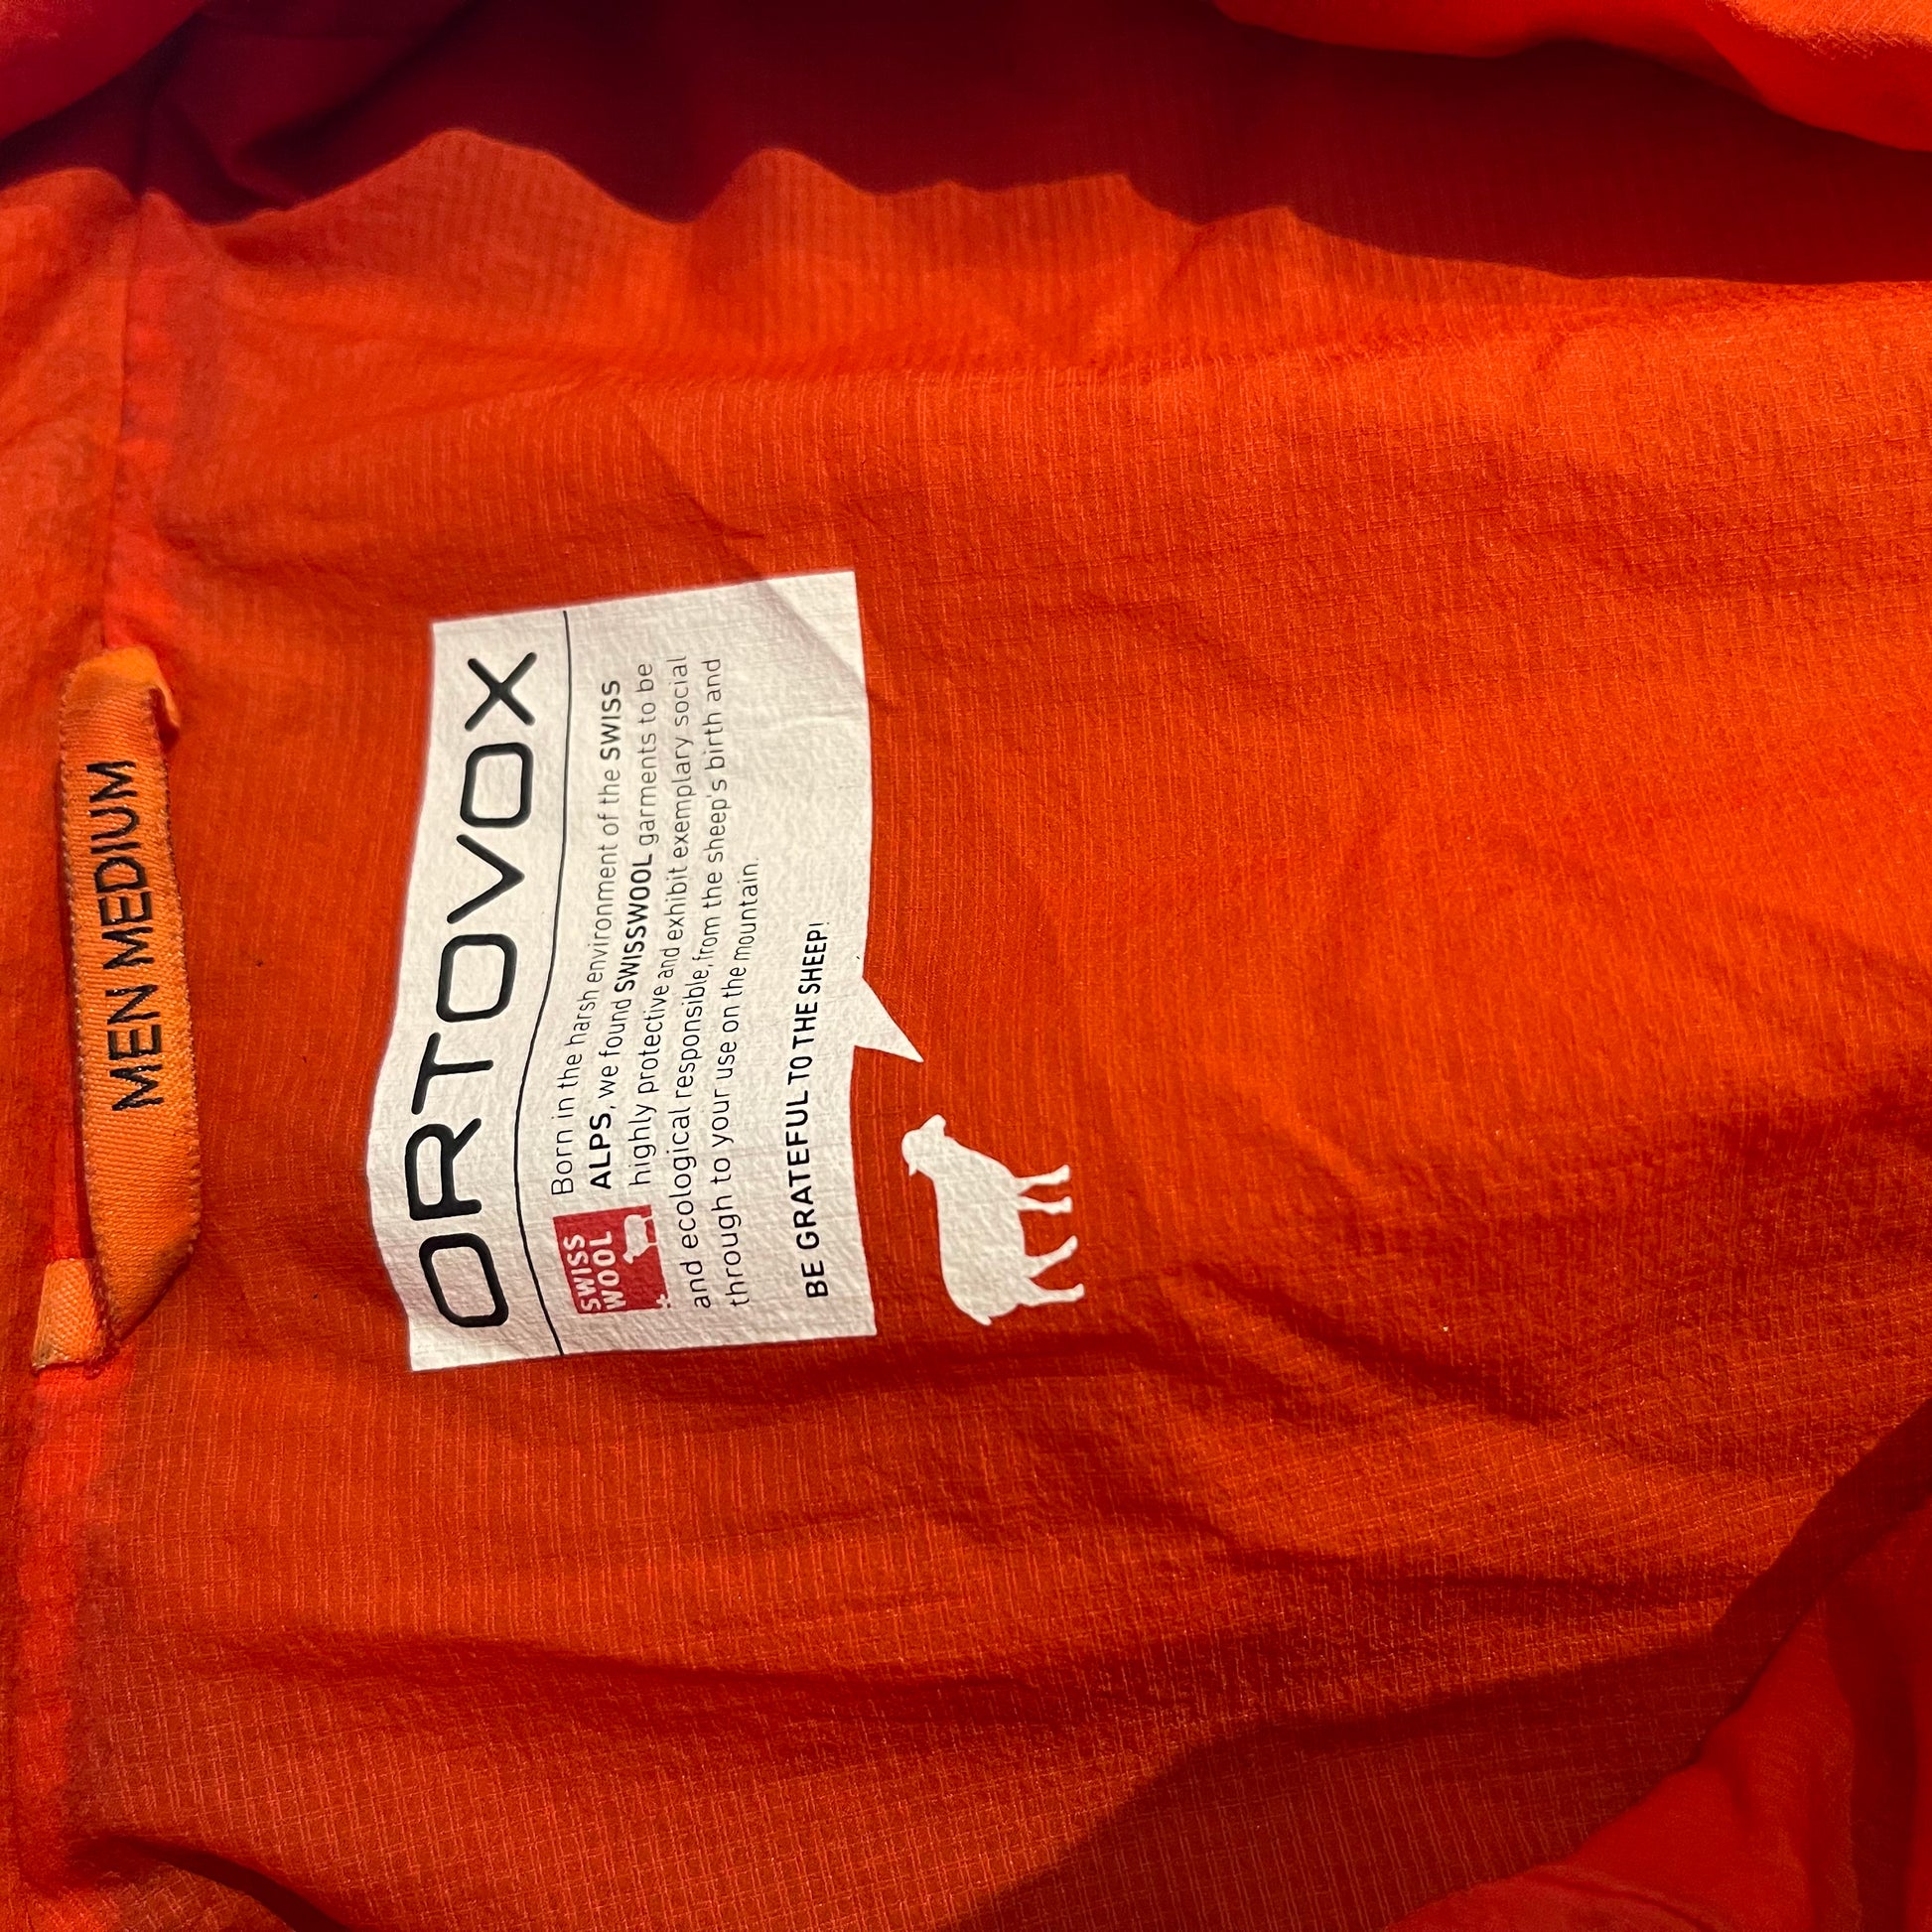 MEN MEDIUM
ORTOVOX
SWISS
WOOL
Born in the harsh environment of the SWISS
ALPS, we found SWISSWOOL garments to be
highly protective and exhibit exemplary social
and ecological responsible, from the sheep's birth and
through to your use on the mountain.
BE GRATEFUL TO THE SHEEP!